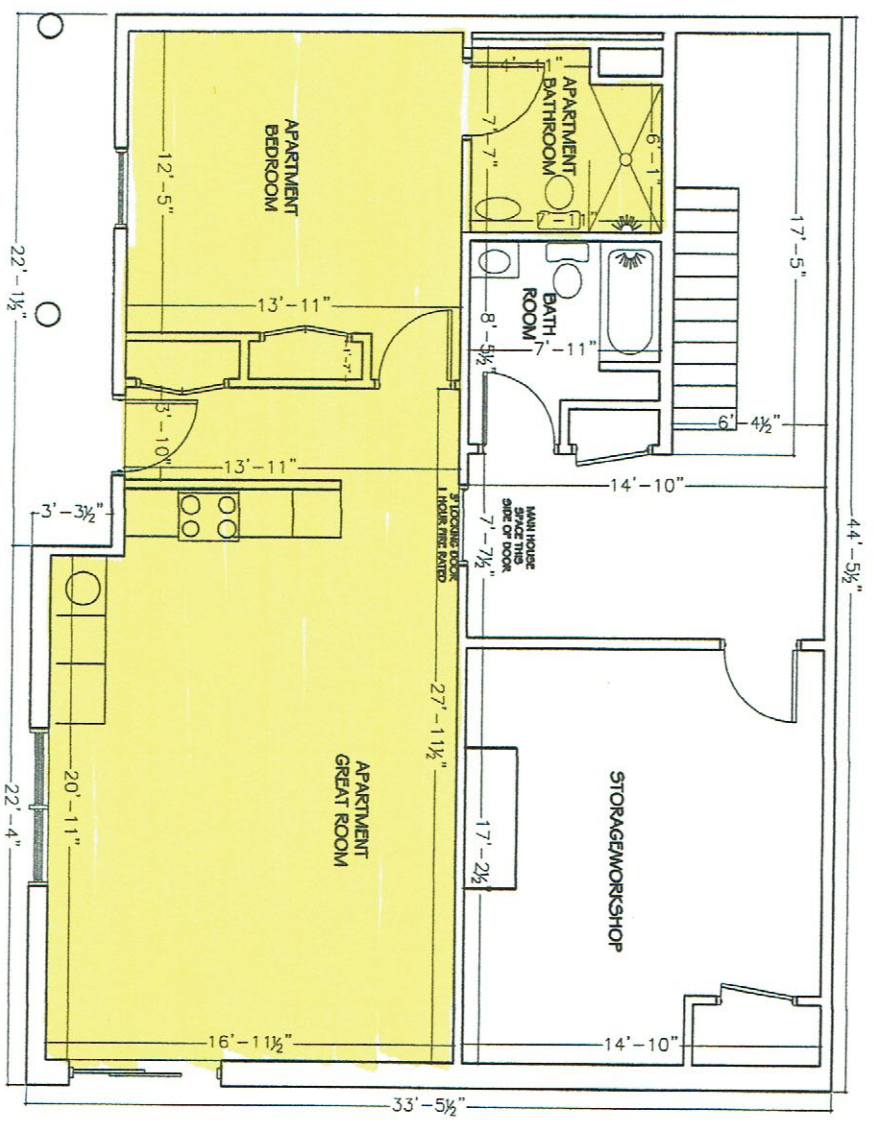 APARTMENT
BEDROOM
12'-5"
13'-11"
1'-7"
4'-11"
APARTMENT
BATHROOM
7'-7"
6'-1"
BATH
ROOM
8'-5½"
7'-11"
17'-5"
6'-4½"
22'-1½"
3'-10"
13'-11"
3'-3½"
14'-10"
3' LOCKING DOOR
1 HOUR FIRE RATED
MAIN HOUSE
SPACE THIS
SIDE OF DOOR
7'-7½"
44'-5½"
27'-11½"
APARTMENT
GREAT ROOM
20'-11"
22'-4"
17'-2½"
STORAGE/WORKSHOP
16'-11½"
14'-10"
33'-5½"